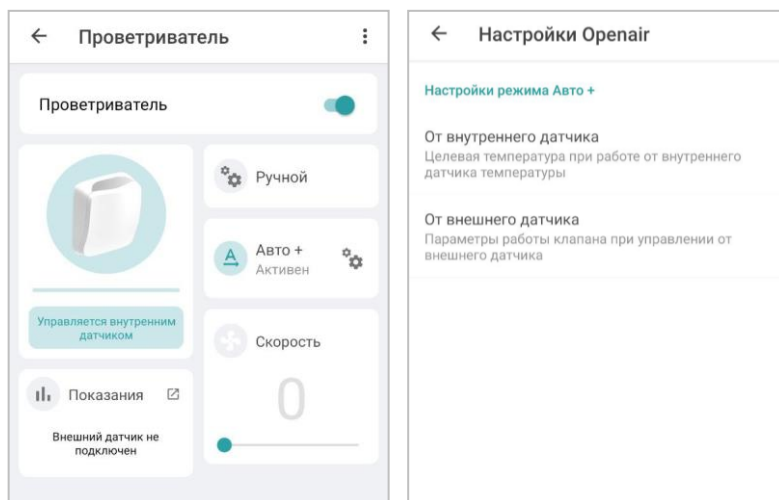 Проветриватель
Проветриватель
Управляется внутренним
датчиком
Показания
Внешний датчик не
подключен
Ручной
A
Авто +
Активен
Скорость
0
Настройки Openair
Настройки режима Авто +
От внутреннего датчика
Целевая температура при работе от внутреннего
датчика температуры
От внешнего датчика
Параметры работы клапана при управлении от
внешнего датчика